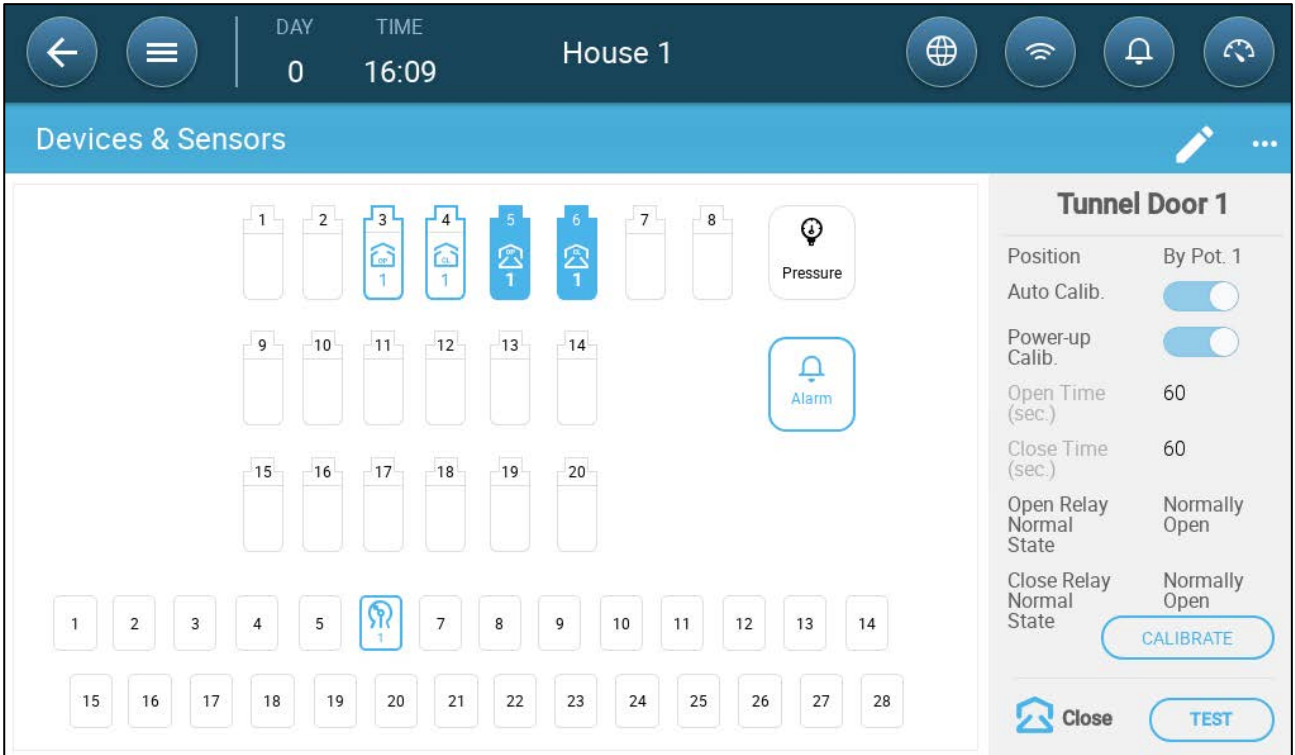 DAY TIME
House 1
0 16:09
Devices & Sensors
1 2 3 4 5 6 7 8
OP CL OP CL
1 1 1 1
Pressure
9 10 11 12 13 14
Alarm
15 16 17 18 19 20
1 2 3 4 5 1 7 8 9 10 11 12 13 14
15 16 17 18 19 20 21 22 23 24 25 26 27 28
Tunnel Door 1
Position By Pot. 1
Auto Calib.
Power-up
Calib.
Open Time 60
(sec.)
Close Time 60
(sec.)
Open Relay Normally
Normal Open
State
Close Relay Normally
Normal Open
State
CALIBRATE
Close TEST